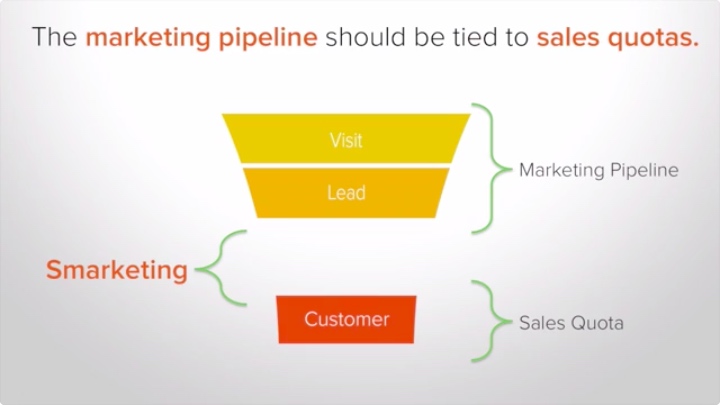 The marketing pipeline should be tied to sales quotas.
Visit
Lead
Marketing Pipeline
Smarketing
Customer
Sales Quota